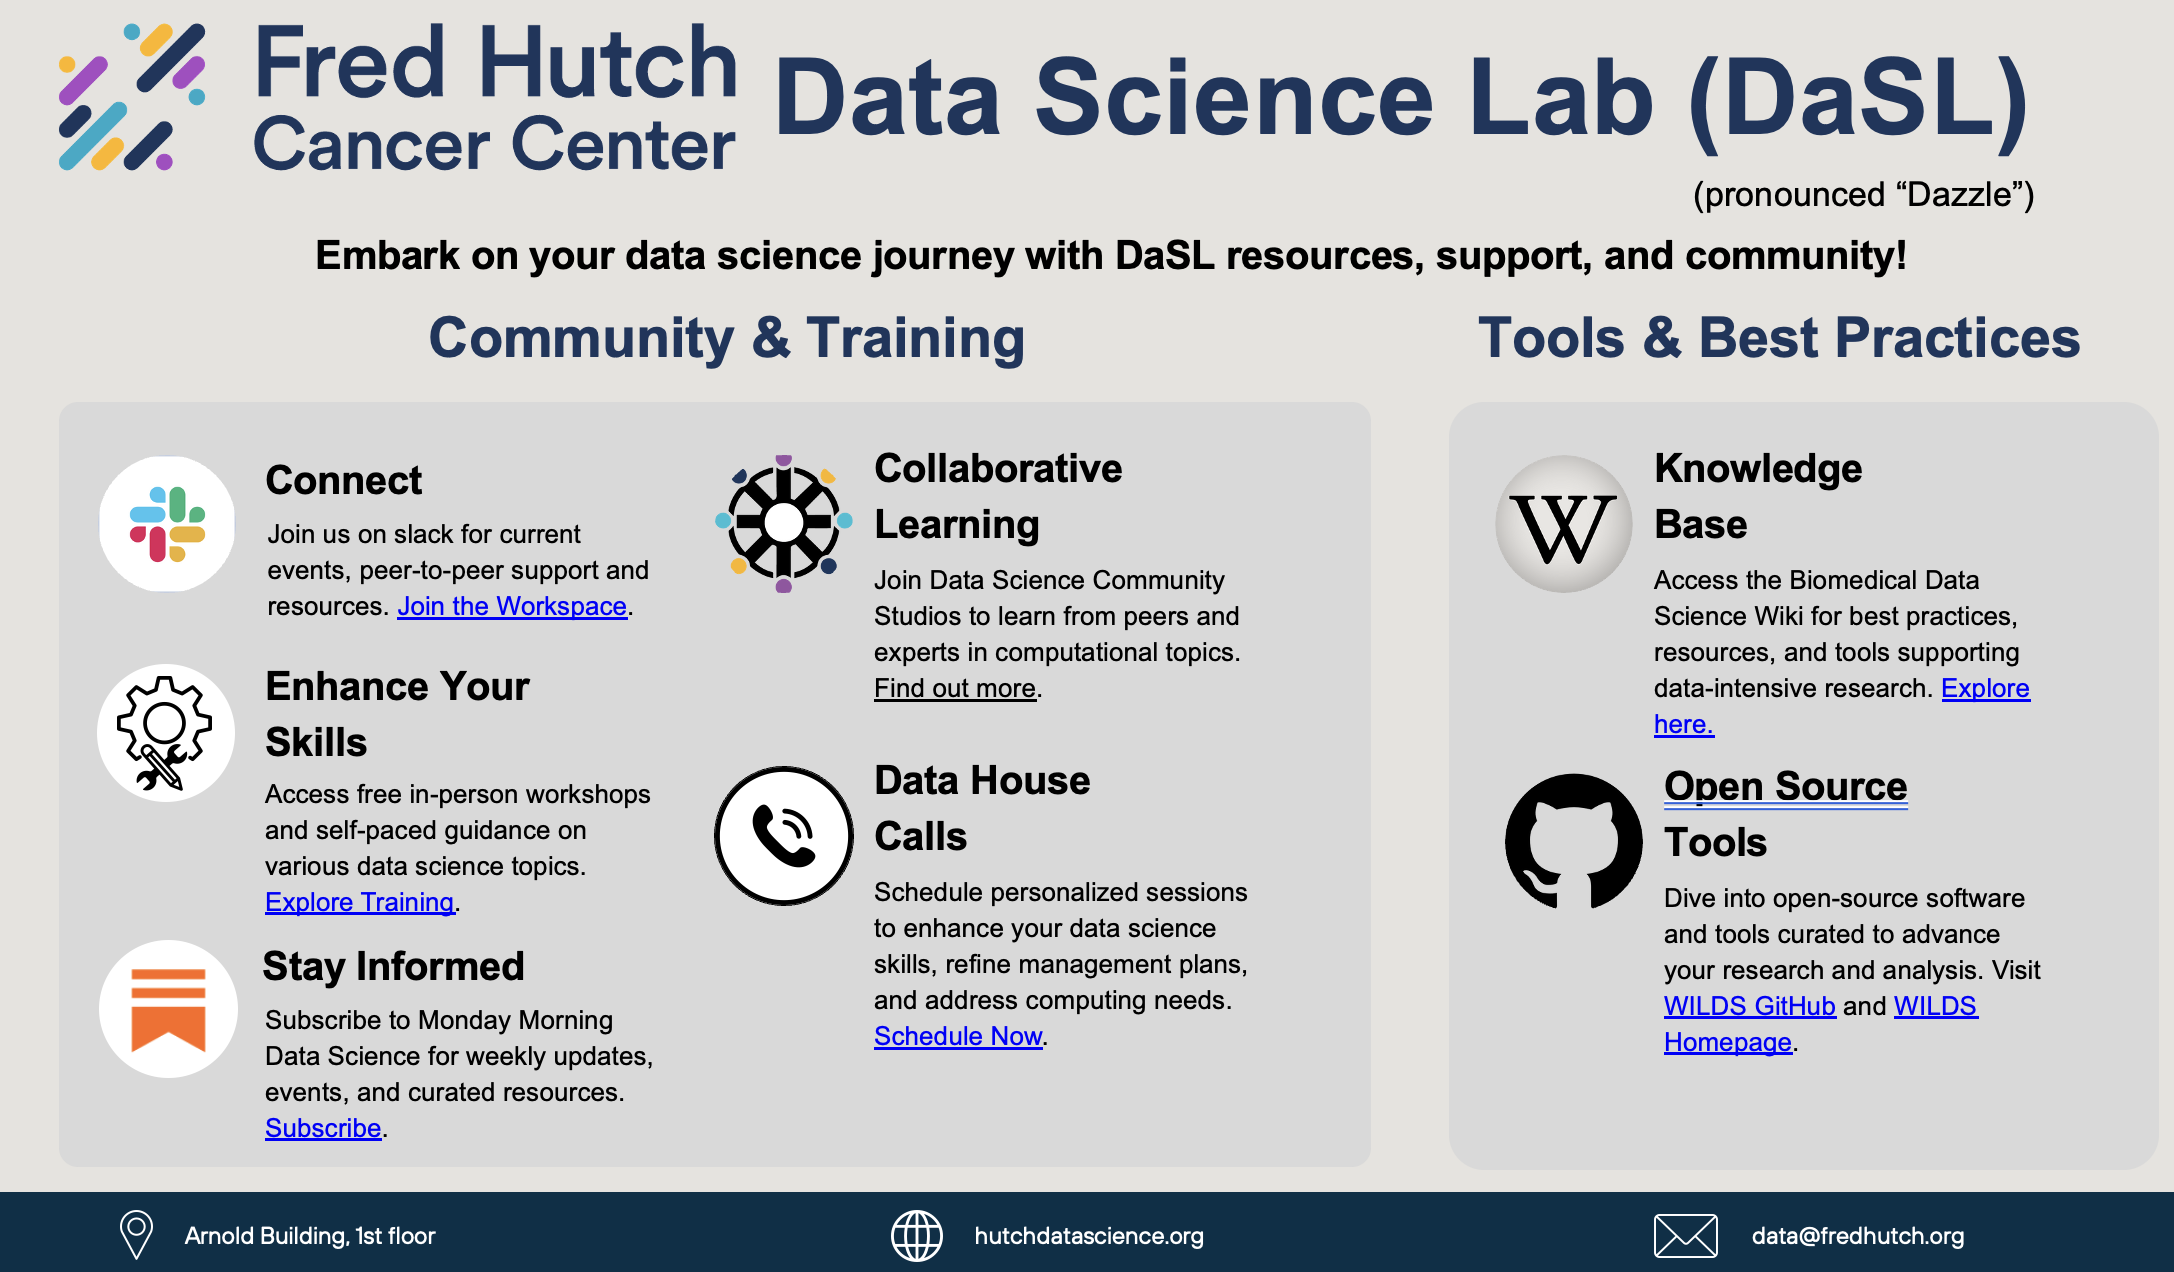 Fred Hutch
Cancer Center
Data Science Lab (DaSL)
(pronounced “Dazzle”)
Embark on your data science journey with DaSL resources, support, and community!
Community & Training
Connect
Join us on slack for current
events, peer-to-peer support and
resources. Join the Workspace.
Enhance Your
Skills
Access free in-person workshops
and self-paced guidance on
various data science topics.
Explore Training.
Stay Informed
Subscribe to Monday Morning
Data Science for weekly updates,
events, and curated resources.
Subscribe.
Collaborative
Learning
Join Data Science Community
Studios to learn from peers and
experts in computational topics.
Find out more.
Data House
Calls
Schedule personalized sessions
to enhance your data science
skills, refine management plans,
and address computing needs.
Schedule Now.
Tools & Best Practices
W
Knowledge
Base
Access the Biomedical Data
Science Wiki for best practices,
resources, and tools supporting
data-intensive research. Explore
here.
Open Source
Tools
Dive into open-source software
and tools curated to advance
your research and analysis. Visit
WILDS GitHub and WILDS
Homepage.
Arnold Building, 1st floor
hutchdatascience.org
data@fredhutch.org